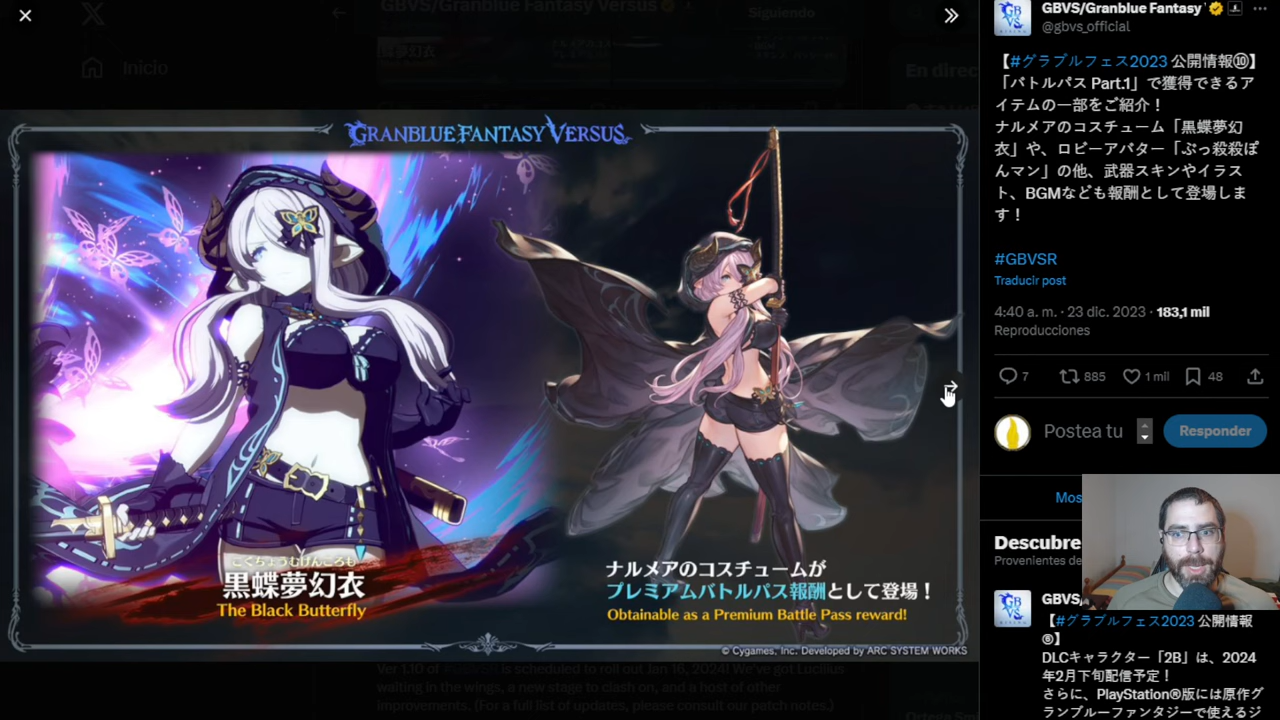 GBVS/Granblue Fantasy Versus
Siguiendo
Inicio
En direc
GRANBLUE FANTASY VERSUS
こくちょうむげんころも
黒蝶夢幻衣
The Black Butterfly
ナルメアのコスチュームが
プレミアムバトルパス報酬として登場！
Obtainable as a Premium Battle Pass reward!
© Cygames, Inc. Developed by ARC SYSTEM WORKS
Ver 1.10 of #GBVSR is scheduled to roll out Jan 16, 2024! We've got Lucilius
waiting in the wings, a new stage to clash on, and a host of other
improvements. (For a full list of updates, please consult our patch notes.)
GBVS/Granblue Fantasy
@gbvs_official
【#グラブルフェス2023 公開情報⑩】
「バトルパス Part.1」で獲得できるア
イテムの一部をご紹介！
ナルメアのコスチューム「黒蝶夢幻
衣」や、ロビーアバター「ぶっ殺殺ぽ
んマン」の他、武器スキンやイラス
ト、BGMなども報酬として登場しま
す！
#GBVSR
Traducir post
4:40 a. m. · 23 dic. 2023 · 183,1 mil
Reproducciones
7 885 1 mil 48
Postea tu
Responder
Mos
Descubre
Provenientes de
GBVS/
【#グラブルフェス2023 公開情報
⑨】
DLCキャラクター「2B」は、2024
年2月下旬配信予定！
さらに、PlayStation®版には原作グ
ランブルーファンタジーで使えるジ